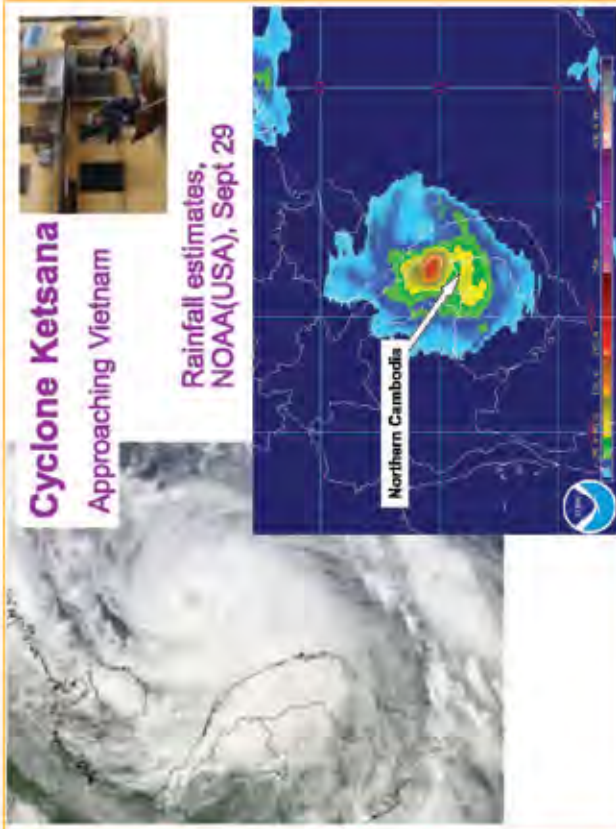 Cyclone Ketsana
Approaching Vietnam
Rainfall estimates,
NOAA(USA), Sept 29
Northern Cambodia